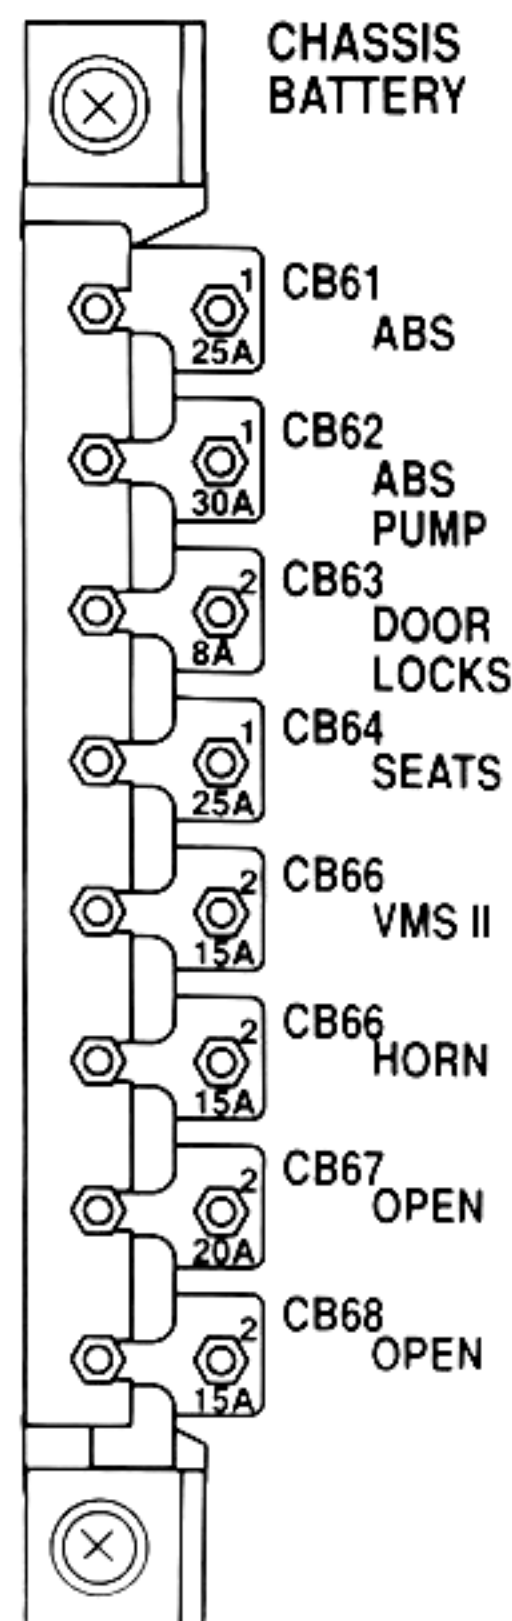 CHASSIS
BATTERY
1
CB61
ABS
25A
1
CB62
ABS
PUMP
30A
2
CB63
DOOR
LOCKS
8A
1
CB64
SEATS
25A
2
CB66
VMS II
15A
2
CB66
HORN
15A
2
CB67
OPEN
20A
2
CB68
OPEN
15A